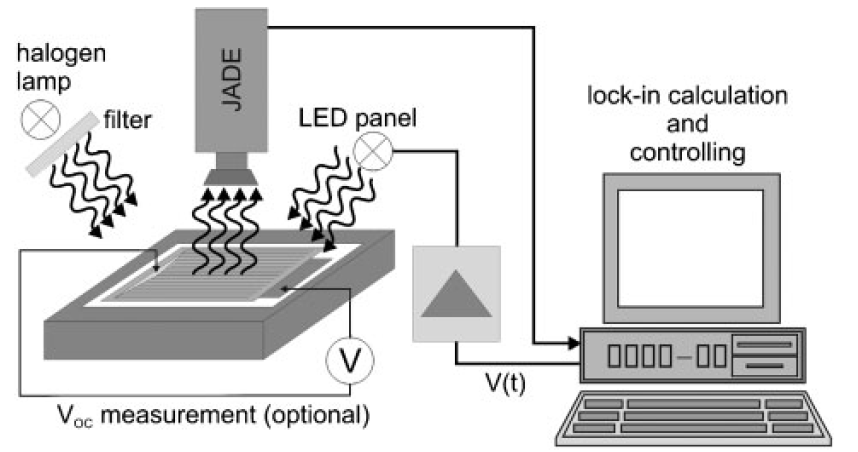 halogen
lamp
filter
JADE
LED panel
lock-in calculation
and
controlling
V
V(t)
Voc measurement (optional)